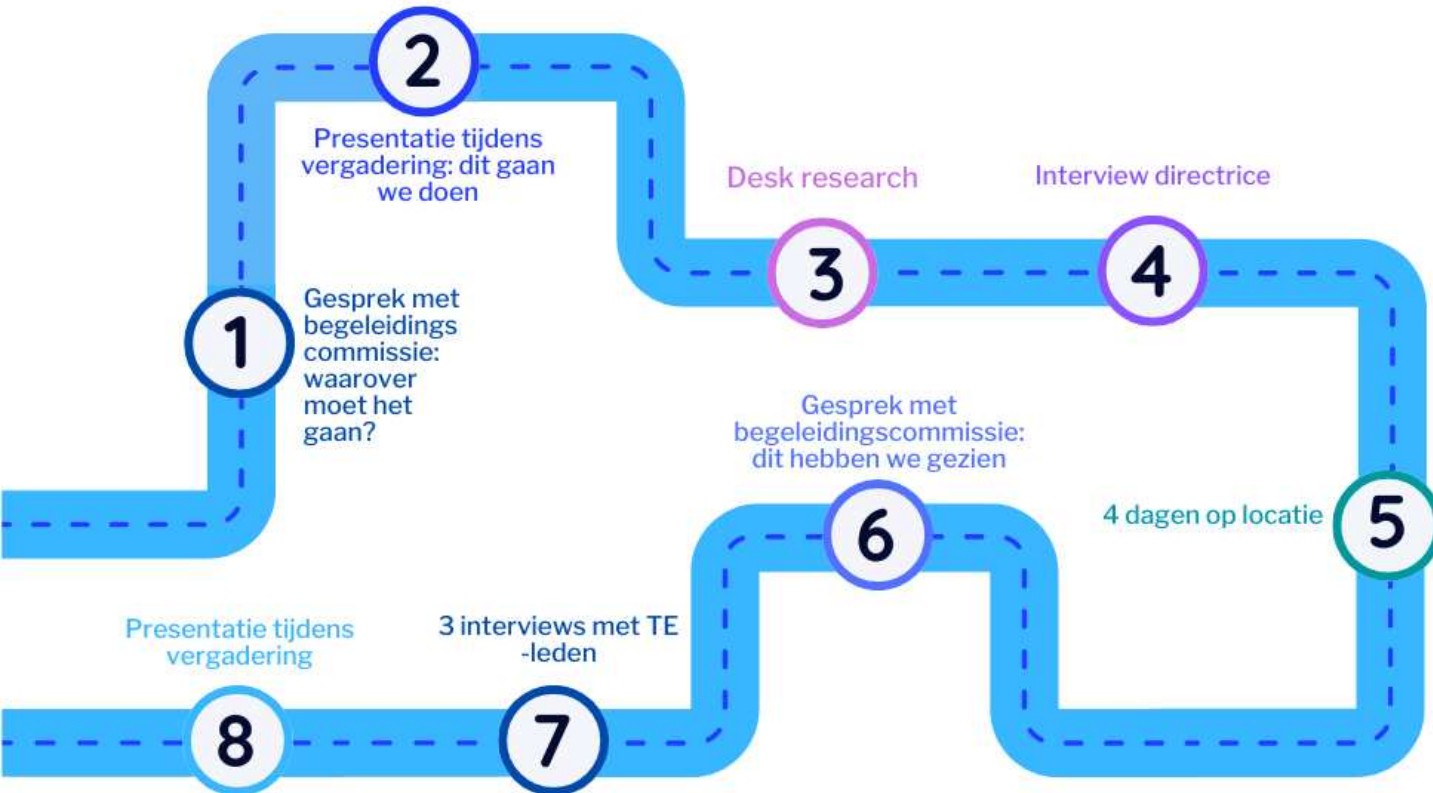 2
Presentatie tijdens
vergadering: dit gaan
we doen
Desk research
Interview directrice
3
4
1
Gesprek met
begeleidings
commissie:
waarover
moet het
gaan?
Gesprek met
begeleidingscommissie:
dit hebben we gezien
6
4 dagen op locatie
5
Presentatie tijdens
vergadering
3 interviews met TE
-leden
8
7